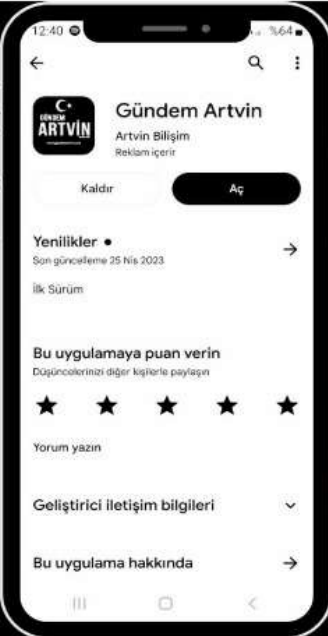 12:40
%64
GÜNDEM
ARTVİN
Gündem Artvin
Artvin Bilişim
Reklam içerir
Kaldır
Aç
Yenilikler •
Son güncelleme 25 Nis 2023
İlk Sürüm
Bu uygulamaya puan verin
Düşüncelerinizi diğer kişilerle paylaşın
Yorum yazın
Geliştirici iletişim bilgileri
Bu uygulama hakkında